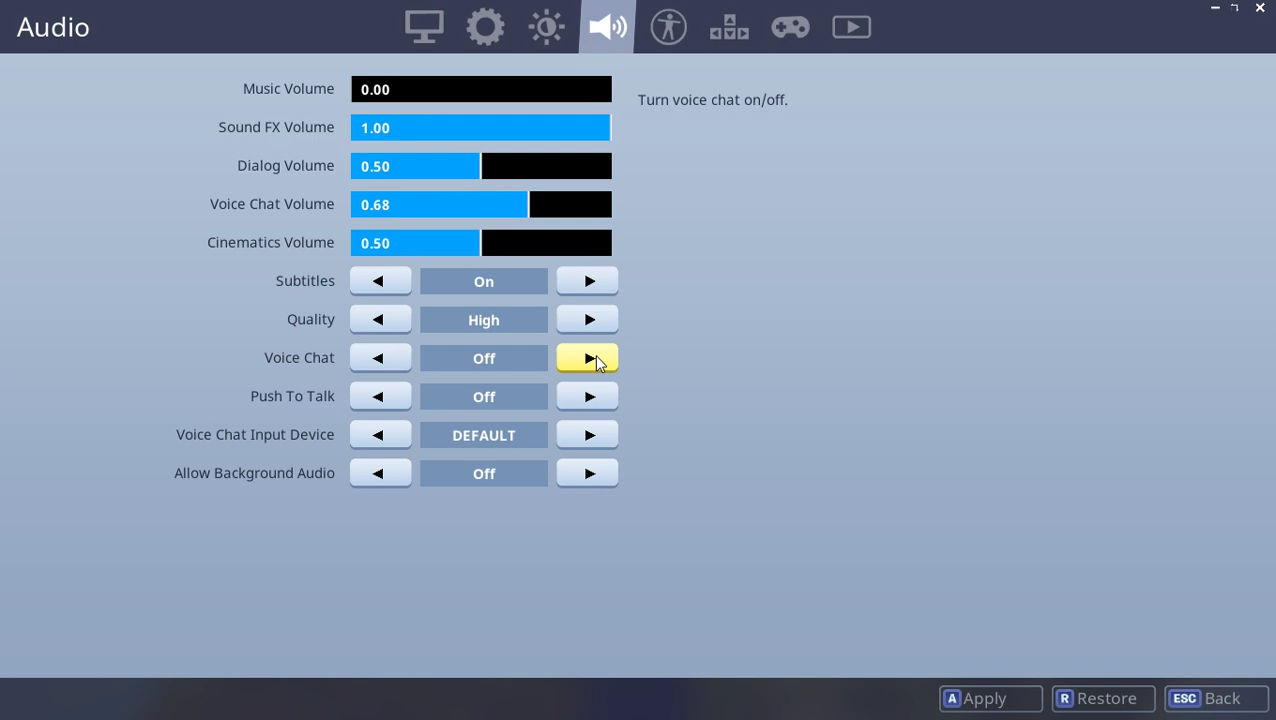 Audio
Music Volume 0.00
Turn voice chat on/off.
Sound FX Volume 1.00
Dialog Volume 0.50
Voice Chat Volume 0.68
Cinematics Volume 0.50
Subtitles On
Quality High
Voice Chat Off
Push To Talk Off
Voice Chat Input Device DEFAULT
Allow Background Audio Off
A Apply R Restore ESC Back